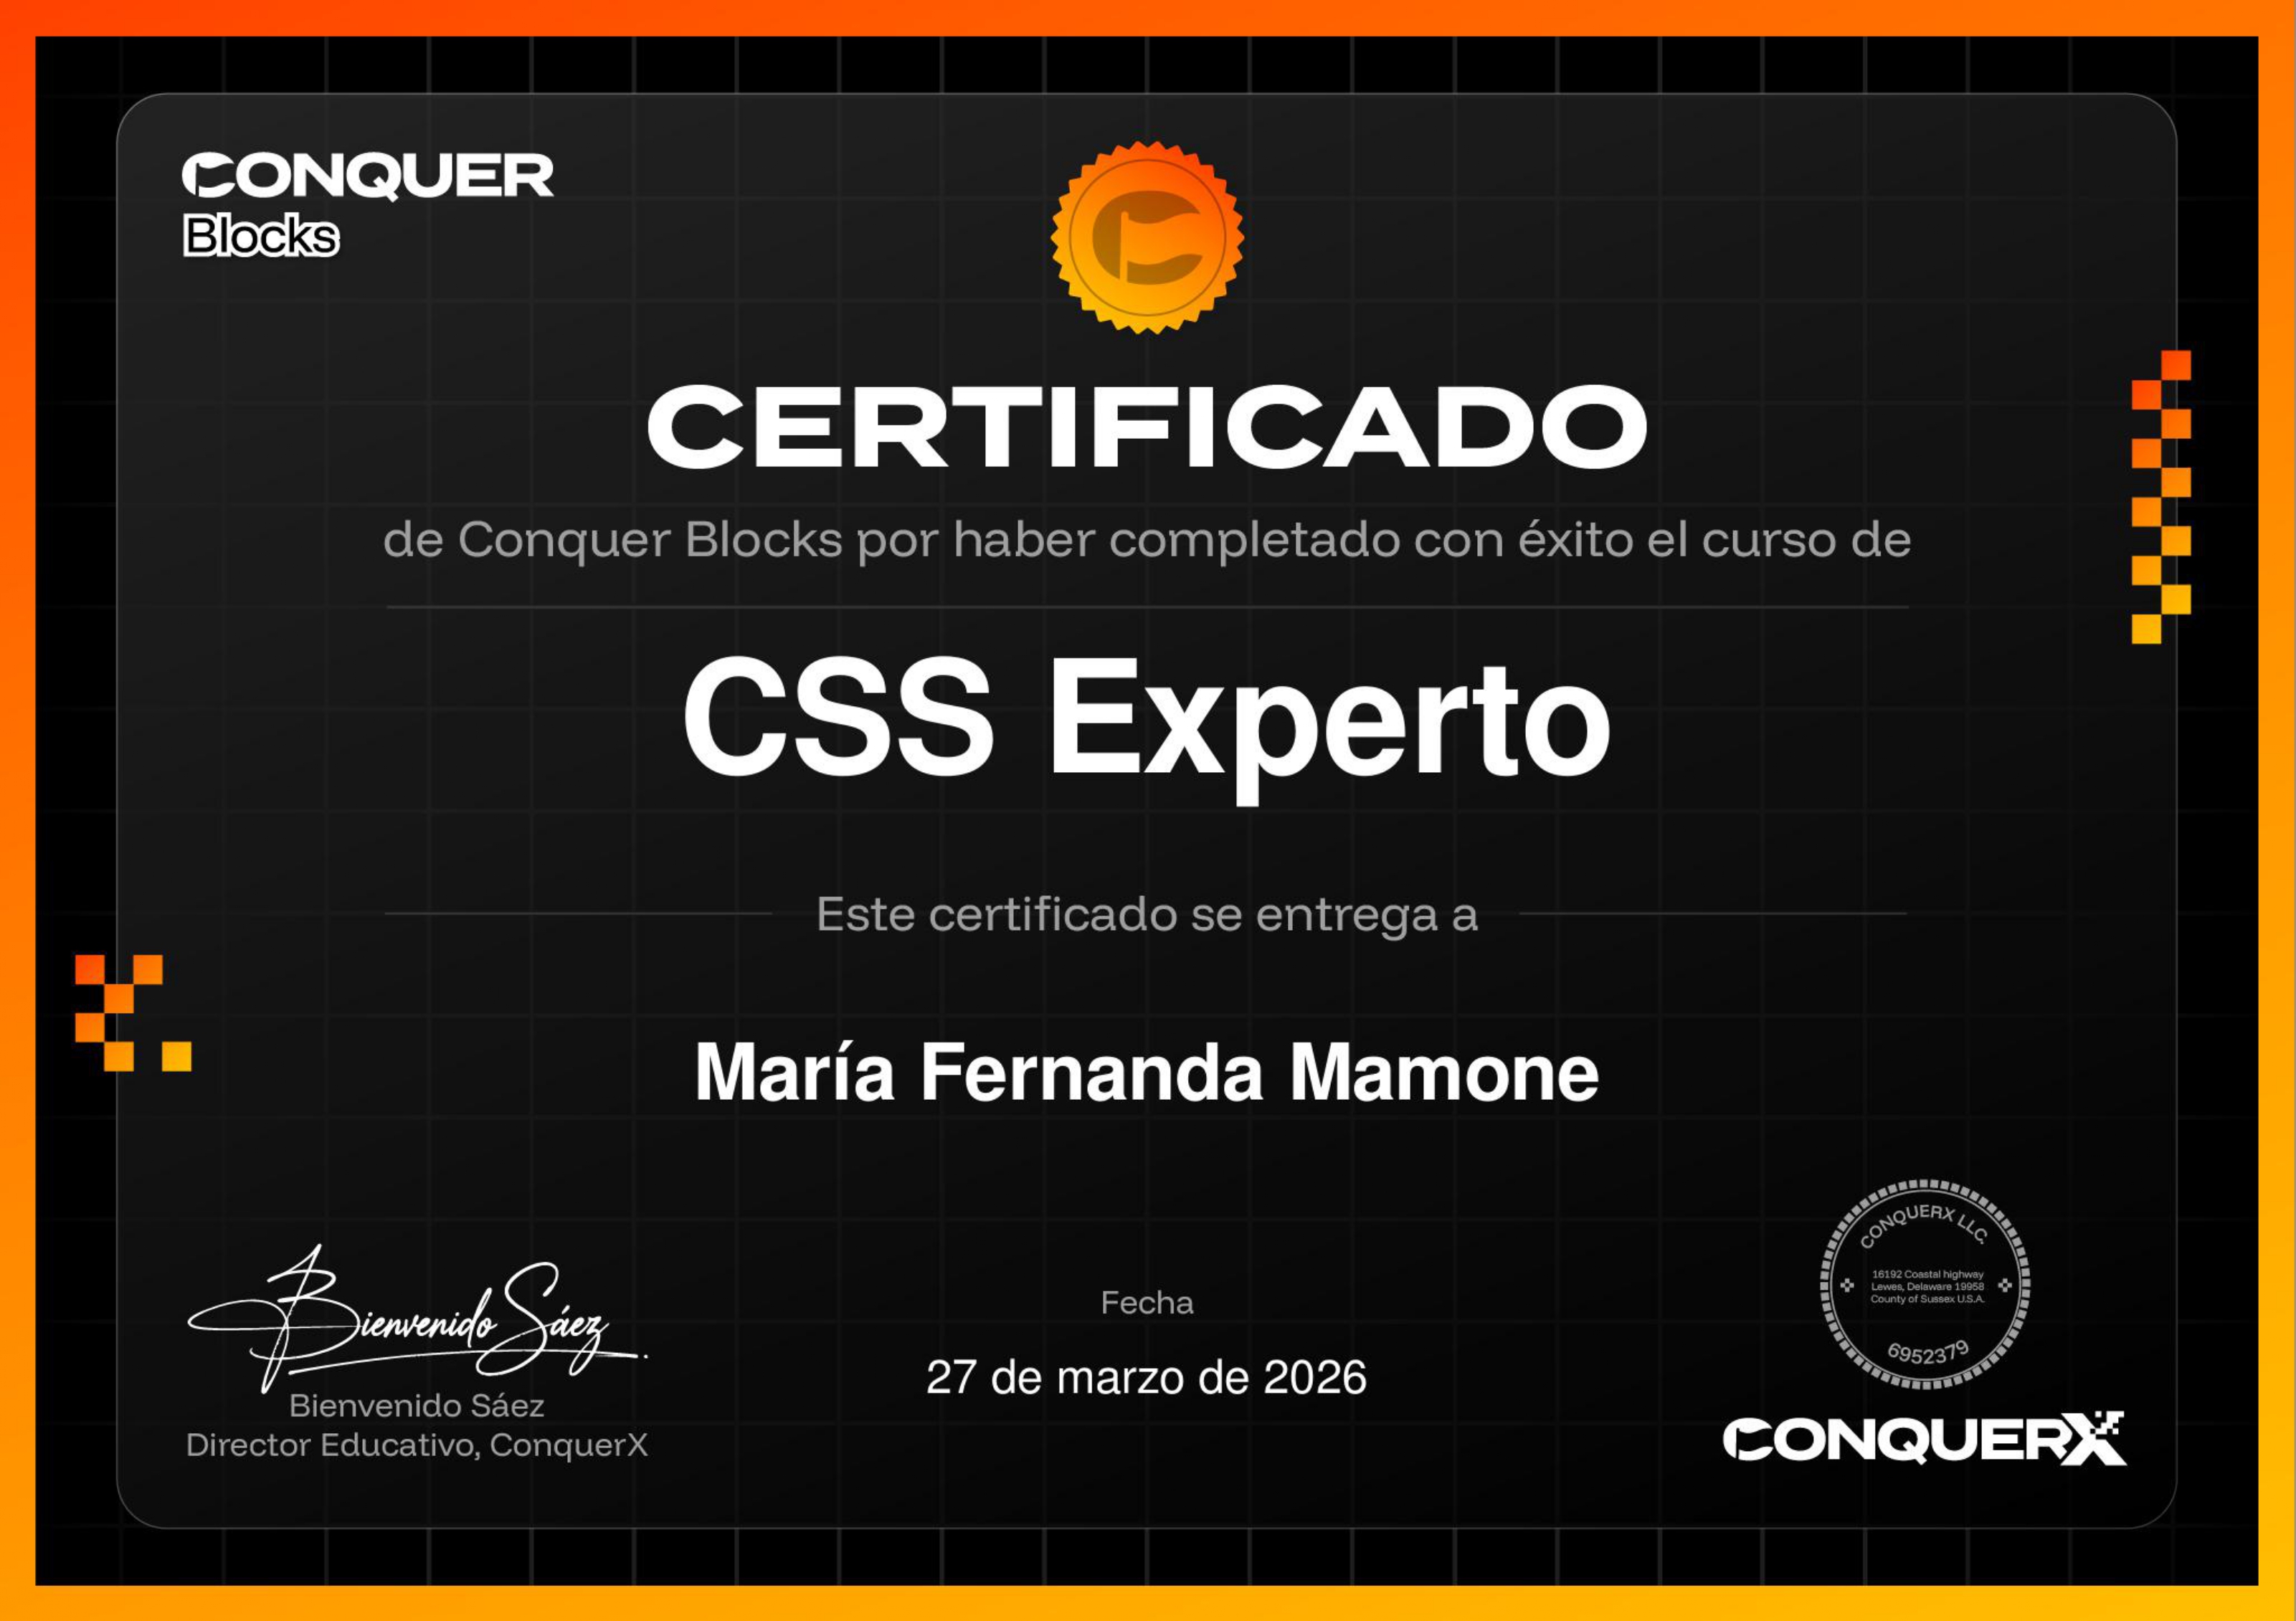 CONQUER
Blocks
CERTIFICADO
de Conquer Blocks por haber completado con éxito el curso de
CSS Experto
Este certificado se entrega a
María Fernanda Mamone
Bienvenido Sáez
Bienvenido Sáez
Director Educativo, ConquerX
Fecha
27 de marzo de 2026
CONQUERX LLC.
16192 Coastal highway
Lewes, Delaware 19958
County of Sussex U.S.A.
6952379
CONQUERX